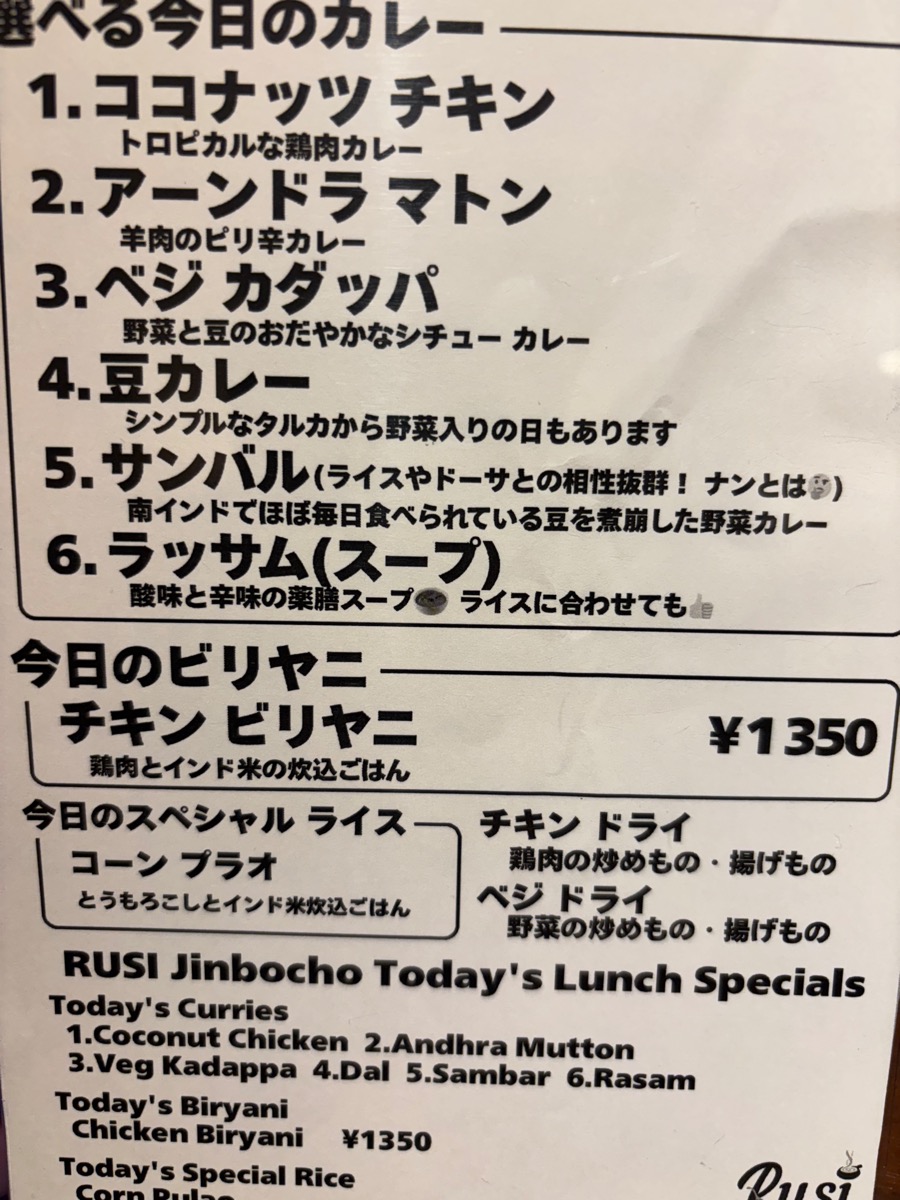 選べる今日のカレー
1.ココナッツ チキン
トロピカルな鶏肉カレー
2.アーンドラ マトン
羊肉のピリ辛カレー
3.ベジ カダッパ
野菜と豆のおだやかなシチュー カレー
4.豆カレー
シンプルなタルカから野菜入りの日もあります
5.サンバル(ライスやドーサとの相性抜群！ ナンとは🤔)
南インドでほぼ毎日食べられている豆を煮崩した野菜カレー
6.ラッサム(スープ)
酸味と辛味の薬膳スープ🍲 ライスに合わせても👍
今日のビリヤニ
チキン ビリヤニ ¥1350
鶏肉とインド米の炊込ごはん
今日のスペシャル ライス
コーン プラオ
とうもろこしとインド米炊込ごはん
チキン ドライ
鶏肉の炒めもの・揚げもの
ベジ ドライ
野菜の炒めもの・揚げもの
RUSI Jinbocho Today's Lunch Specials
Today's Curries
1.Coconut Chicken 2.Andhra Mutton
3.Veg Kadappa 4.Dal 5.Sambar 6.Rasam
Today's Biryani
Chicken Biryani ¥1350
Today's Special Rice
Corn Pulao
Rusi